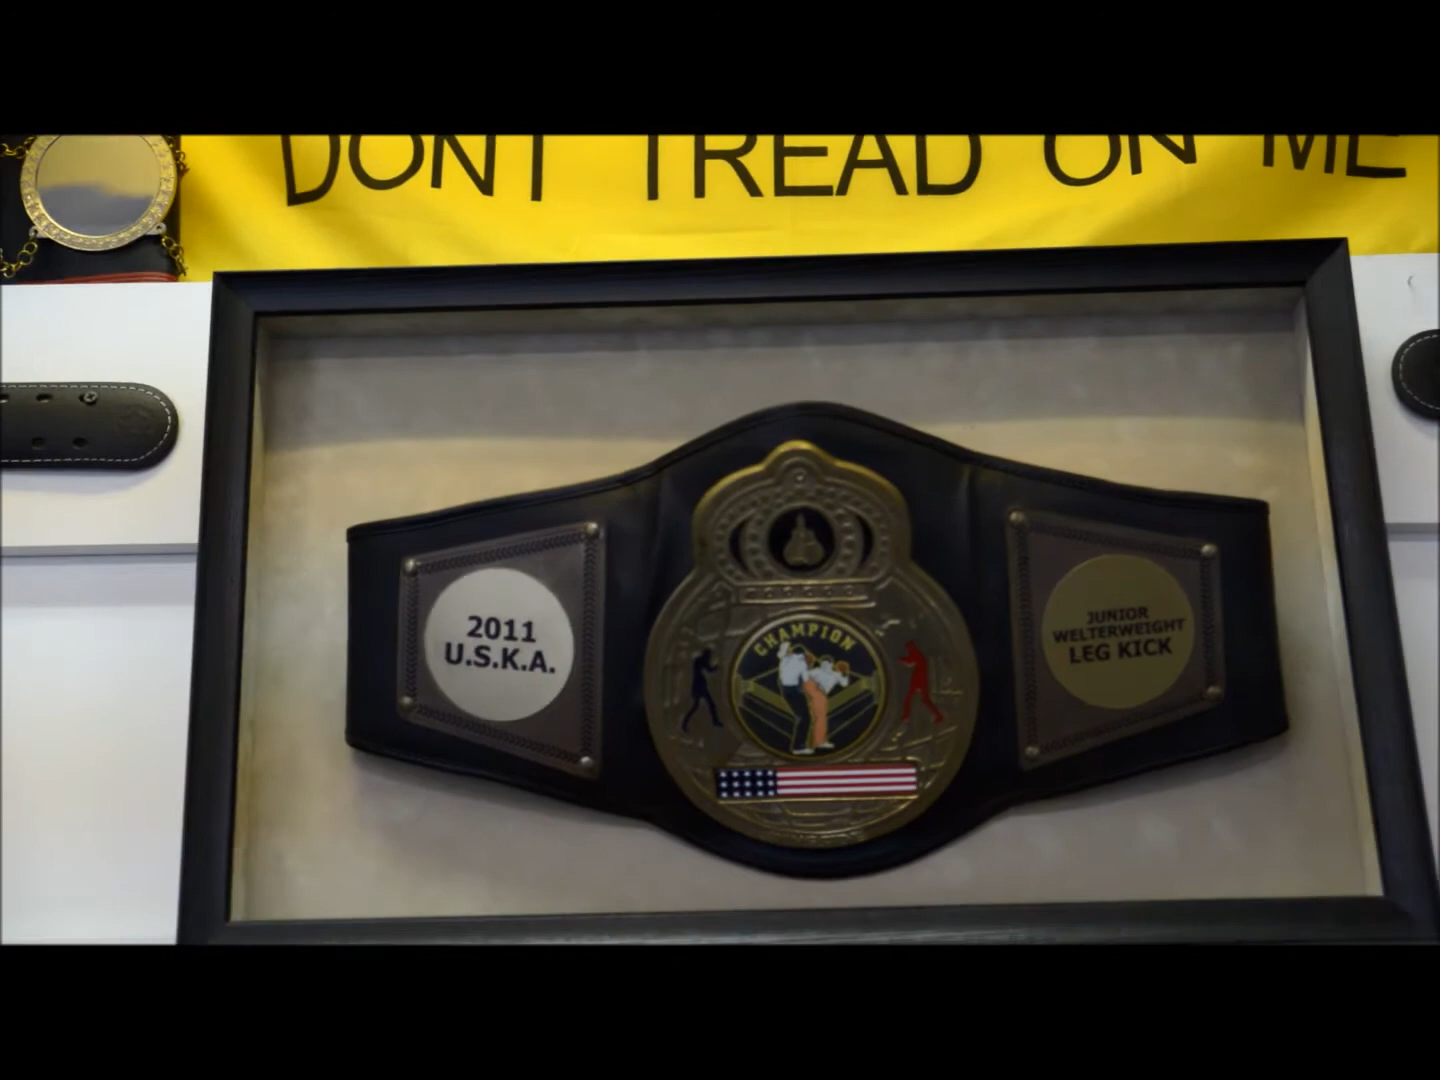 DONT TREAD ON ME
2011
U.S.K.A.
CHAMPION
JUNIOR
WELTERWEIGHT
LEG KICK